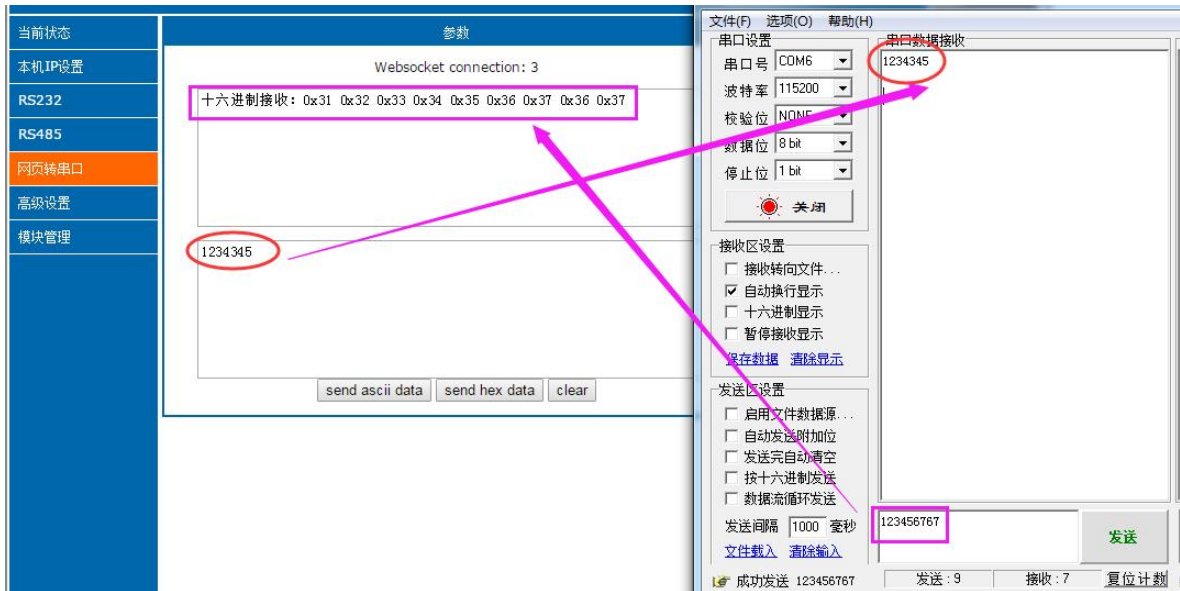 当前状态
本机IP设置
RS232
RS485
网页转串口
高级设置
模块管理
参数
Websocket connection: 3
十六进制接收: 0x31 0x32 0x33 0x34 0x35 0x36 0x37 0x36 0x37
1234345
send ascii data
send hex data
clear
文件(F) 选项(O) 帮助(H)
串口设置
串口号 COM6
波特率 115200
校验位 NONE
数据位 8 bit
停止位 1 bit
关闭
接收区设置
接收转向文件...
自动换行显示
十六进制显示
暂停接收显示
保存数据 清除显示
发送区设置
启用文件数据源...
自动发送附加位
发送完自动清空
按十六进制发送
数据流循环发送
发送间隔 1000 毫秒
文件载入 清除输入
串口数据接收
1234345
123456767
发送
成功发送 123456767
发送:9
接收:7
复位计数